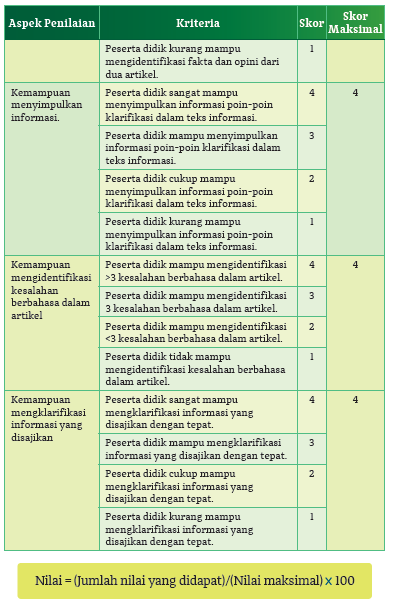 Aspek Penilaian Kriteria Skor Skor Maksimal
Peserta didik kurang mampu 1
mengidentifikasi fakta dan opini dari
dua artikel.
Kemampuan menyimpulkan informasi.
Peserta didik sangat mampu 4 4
menyimpulkan informasi poin-poin
klarifikasi dalam teks informasi.
Peserta didik mampu menyimpulkan 3
informasi poin-poin klarifikasi dalam
teks informasi.
Peserta didik cukup mampu 2
menyimpulkan informasi poin-poin
klarifikasi dalam teks informasi.
Peserta didik kurang mampu 1
menyimpulkan informasi poin-poin
klarifikasi dalam teks informasi.
Kemampuan
mengidentifikasi
kesalahan
berbahasa dalam
artikel
Peserta didik mampu mengidentifikasi 4 4
>3 kesalahan berbahasa dalam artikel.
Peserta didik mampu mengidentifikasi 3
3 kesalahan berbahasa dalam artikel.
Peserta didik mampu mengidentifikasi 2
<3 kesalahan berbahasa dalam artikel.
Peserta didik tidak mampu 1
mengidentifikasi kesalahan berbahasa
dalam artikel.
Kemampuan
mengklarifikasi
informasi yang
disajikan
Peserta didik sangat mampu 4 4
mengklarifikasi informasi yang
disajikan dengan tepat.
Peserta didik mampu mengklarifikasi 3
informasi yang disajikan dengan tepat.
Peserta didik cukup mampu 2
mengklarifikasi informasi yang
disajikan dengan tepat.
Peserta didik kurang mampu 1
mengklarifikasi informasi yang
disajikan dengan tepat.
Nilai = (Jumlah nilai yang didapat)/(Nilai maksimal) x 100